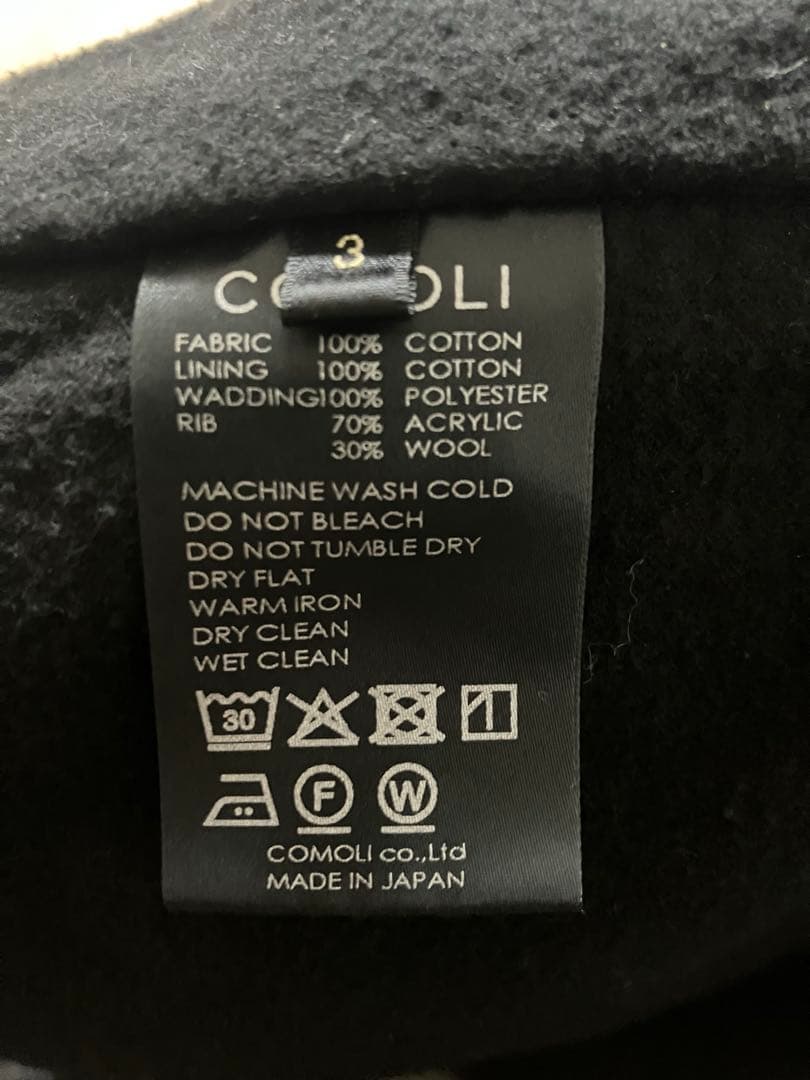 3
COMOLI
FABRIC 100% COTTON
LINING 100% COTTON
WADDING100% POLYESTER
RIB 70% ACRYLIC
30% WOOL
MACHINE WASH COLD
DO NOT BLEACH
DO NOT TUMBLE DRY
DRY FLAT
WARM IRON
DRY CLEAN
WET CLEAN
30
F W
COMOLI co.,Ltd
MADE IN JAPAN